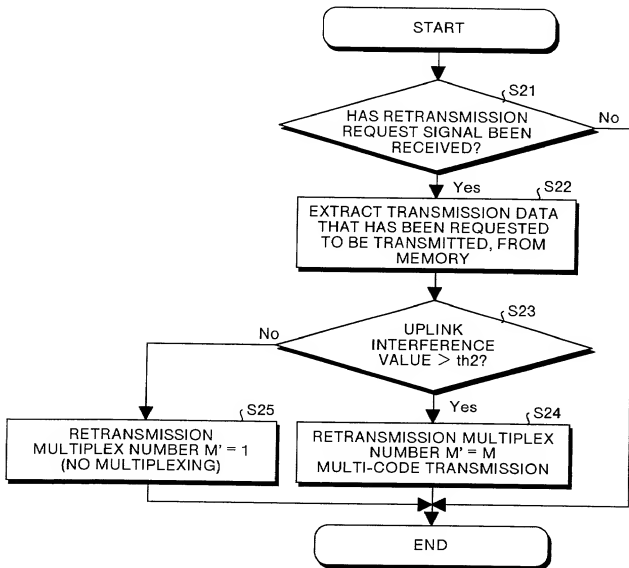 START
S21
HAS RETRANSMISSION
REQUEST SIGNAL BEEN
RECEIVED?
No
Yes
S22
EXTRACT TRANSMISSION DATA
THAT HAS BEEN REQUESTED
TO BE TRANSMITTED, FROM
MEMORY
S23
UPLINK
INTERFERENCE
VALUE > th2?
No
Yes
S25
RETRANSMISSION
MULTIPLEX NUMBER M' = 1
(NO MULTIPLEXING)
S24
RETRANSMISSION MULTIPLEX
NUMBER M' = M
MULTI-CODE TRANSMISSION
END